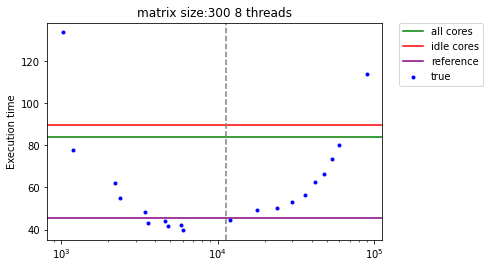 matrix size:300 8 threads
all cores
idle cores
reference
true
Execution time
120
100
80
60
40
10³
10⁴
10⁵